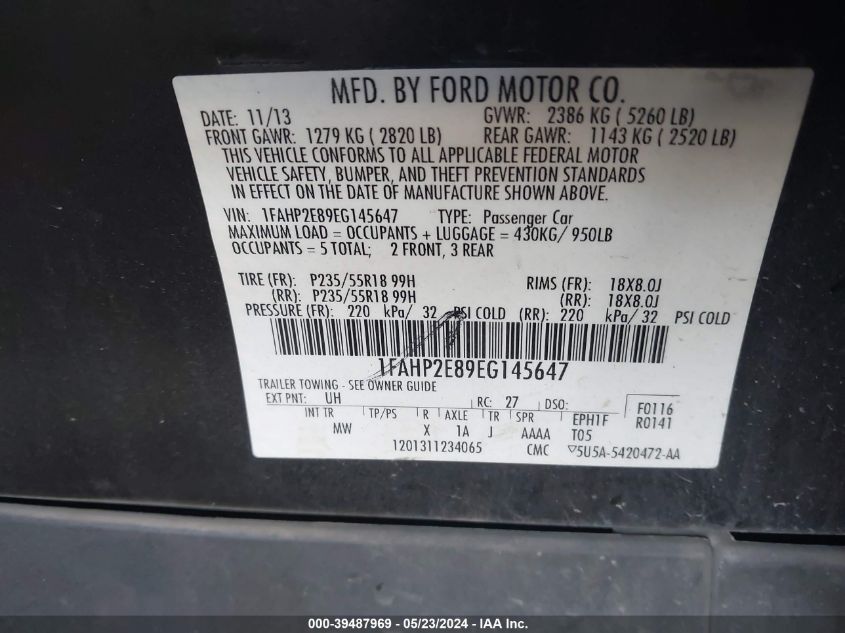 MFD. BY FORD MOTOR CO.
DATE: 11/13 GVWR: 2386 KG ( 5260 LB)
FRONT GAWR: 1279 KG ( 2820 LB) REAR GAWR: 1143 KG ( 2520 LB)
THIS VEHICLE CONFORMS TO ALL APPLICABLE FEDERAL MOTOR
VEHICLE SAFETY, BUMPER, AND THEFT PREVENTION STANDARDS
IN EFFECT ON THE DATE OF MANUFACTURE SHOWN ABOVE.
VIN: 1FAHP2E89EG145647 TYPE: Passenger Car
MAXIMUM LOAD = OCCUPANTS + LUGGAGE = 430KG/ 950LB
OCCUPANTS = 5 TOTAL; 2 FRONT, 3 REAR
TIRE (FR): P235/55R18 99H RIMS (FR): 18X8.0J
(RR): P235/55R18 99H (RR): 18X8.0J
PRESSURE (FR): 220 kPa/ 32 PSI COLD (RR): 220 kPa/ 32 PSI COLD
1FAHP2E89EG145647
TRAILER TOWING - SEE OWNER GUIDE
EXT PNT: UH RC: 27 DSO: F0116
INT TR TP/PS R AXLE TR SPR EPH1F R0141
MW X 1A J AAAA T05
1201311234065 CMC ▽5U5A-5420472-AA
000-39487969 - 05/23/2024 - IAA Inc.